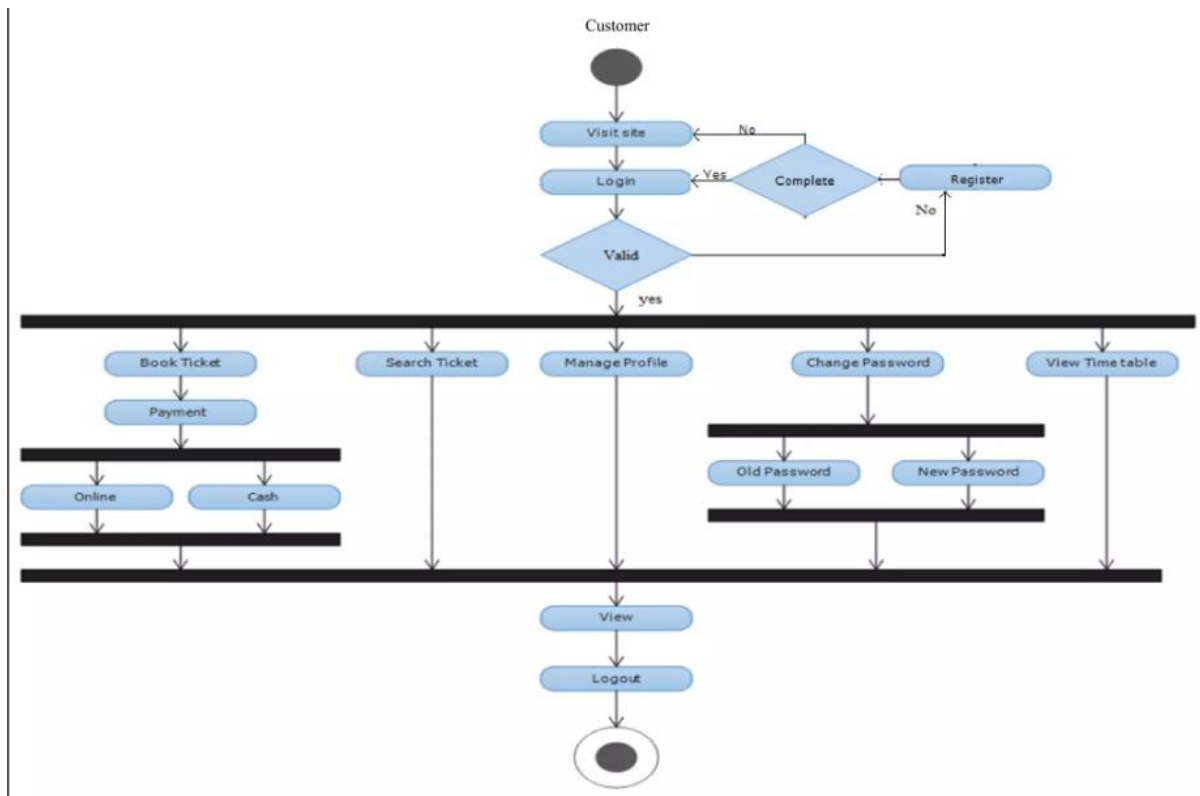 Customer
Visit site
No
Login
Yes
Complete
Register
No
Valid
yes
Book Ticket
Search Ticket
Manage Profile
Change Password
View Time table
Payment
Old Password
New Password
Online
Cash
View
Logout